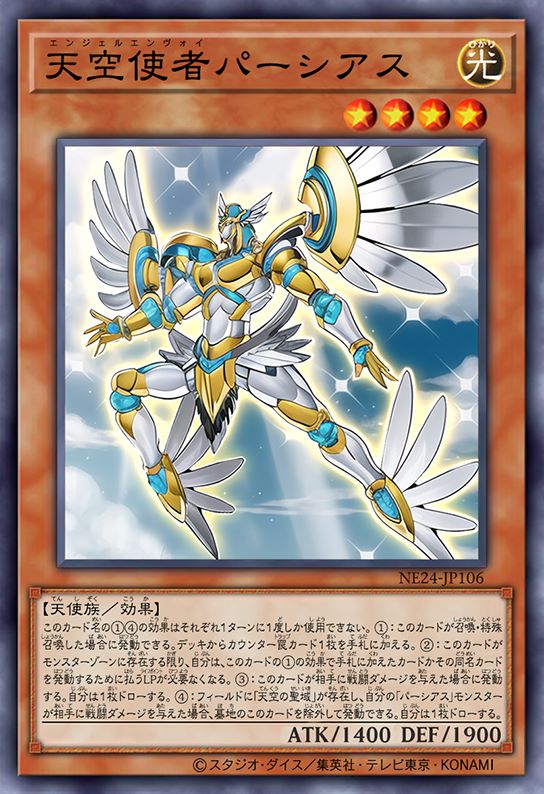 エンジェルエンヴォイ
天空使者パーシアス
ひかり
光
NE24-JP106
【天使族／効果】
このカード名の①④の効果はそれぞれ1ターンに1度しか使用できない。①：このカードが召喚・特殊
召喚した場合に発動できる。デッキからカウンター罠カード1枚を手札に加える。②：このカードが
モンスターゾーンに存在する限り、自分は、このカードの①の効果で手札に加えたカードかその同名カード
を発動するために払うLPが必要なくなる。③：このカードが相手に戦闘ダメージを与えた場合に発動
する。自分は1枚ドローする。④：フィールドに「天空の聖域」が存在し、自分の「パーシアス」モンスター
が相手に戦闘ダメージを与えた場合、墓地のこのカードを除外して発動できる。自分は1枚ドローする。
ATK/1400 DEF/1900
©スタジオ・ダイス／集英社・テレビ東京・KONAMI